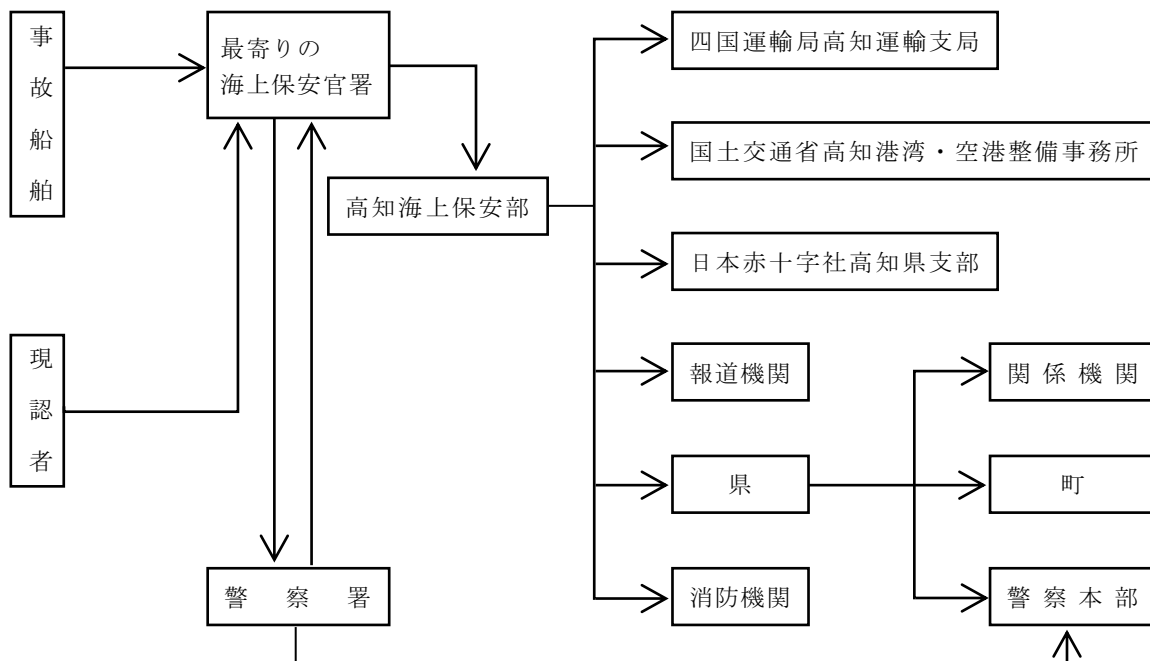 事故船舶
最寄りの
海上保安官署
四国運輸局高知運輸支局
国土交通省高知港湾・空港整備事務所
高知海上保安部
日本赤十字社高知県支部
現認者
報道機関
関係機関
県
町
警察署
消防機関
警察本部